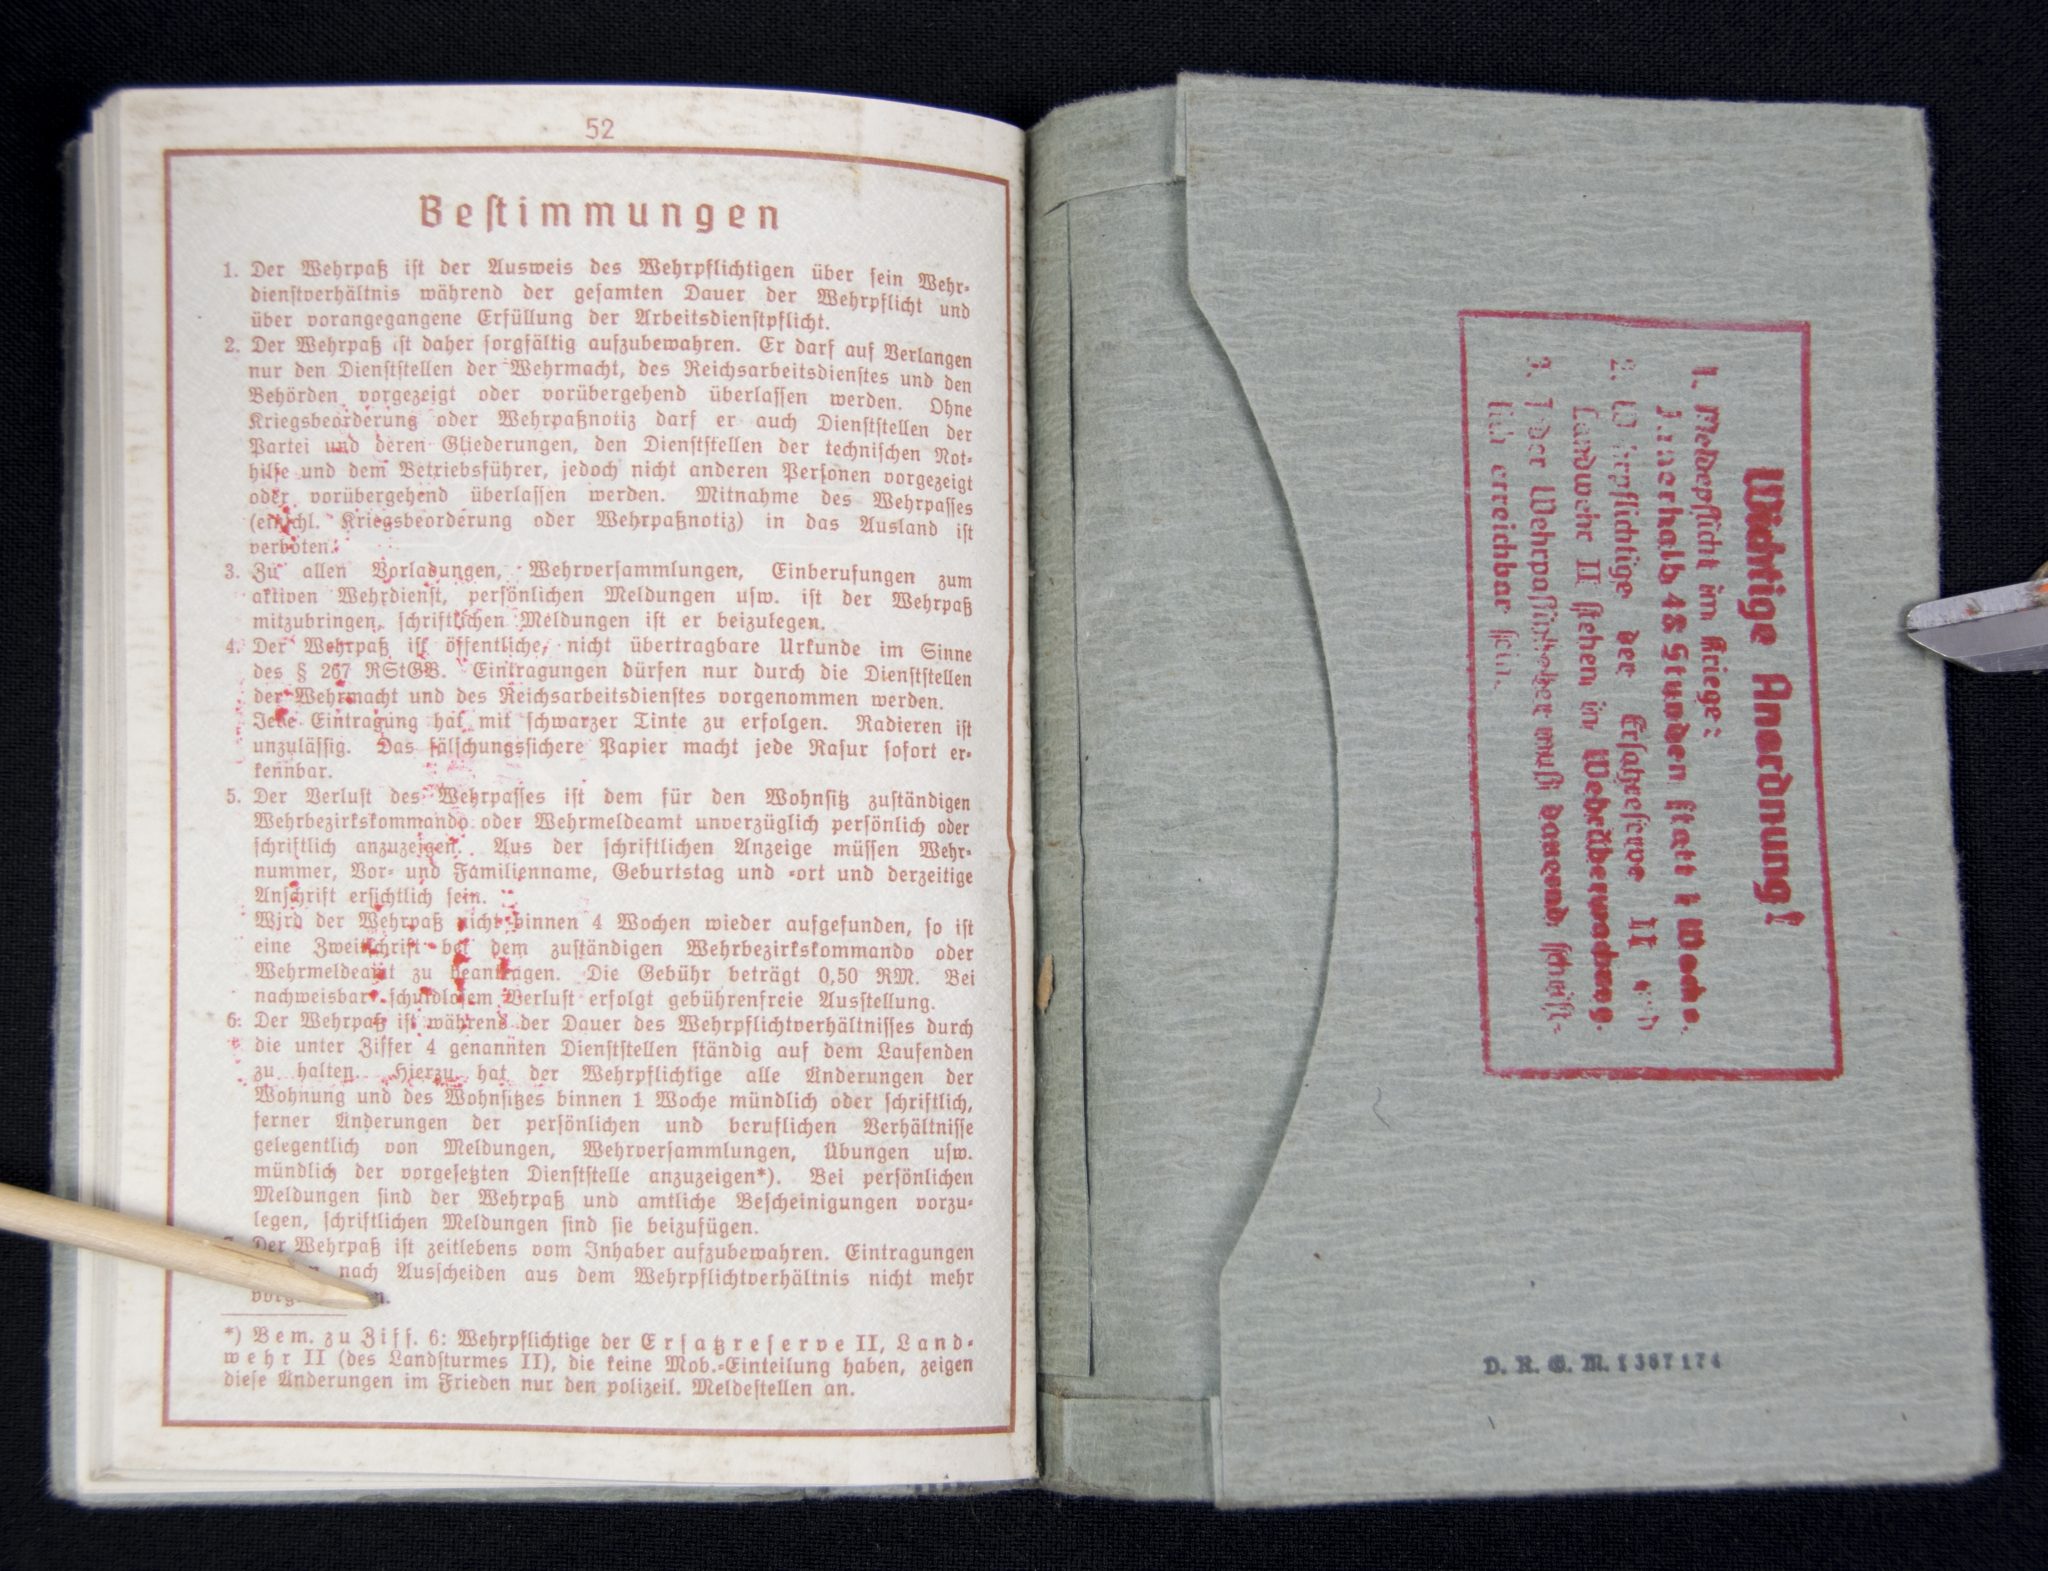 52
Bestimmungen
1. Der Wehrpaß ist der Ausweis des Wehrpflichtigen über sein Wehr-
dienstverhältnis während der gesamten Dauer der Wehrpflicht und
über vorangegangene Erfüllung der Arbeitsdienstpflicht.
2. Der Wehrpaß ist daher sorgfältig aufzubewahren. Er darf auf Verlangen
nur den Dienststellen der Wehrmacht, des Reichsarbeitsdienstes und den
Behörden vorgezeigt oder vorübergehend überlassen werden. Ohne
Kriegsbeorderung oder Wehrpaßnotiz darf er auch Dienststellen der
Partei und deren Gliederungen, den Dienststellen der technischen Not-
hilfe und dem Betriebsführer, jedoch nicht anderen Personen vorgezeigt
oder vorübergehend überlassen werden. Mitnahme des Wehrpasses
(einschl. Kriegsbeorderung oder Wehrpaßnotiz) in das Ausland ist
verboten.
3. Zu allen Vorladungen, Wehrversammlungen, Einberufungen zum
aktiven Wehrdienst, persönlichen Meldungen usw. ist der Wehrpaß
mitzubringen, schriftlichen Meldungen ist er beizulegen.
4. Der Wehrpaß ist öffentliche, nicht übertragbare Urkunde im Sinne
des § 267 RStGB. Eintragungen dürfen nur durch die Dienststellen
der Wehrmacht und des Reichsarbeitsdienstes vorgenommen werden.
Jede Eintragung hat mit schwarzer Tinte zu erfolgen. Radieren ist
unzulässig. Das fälschungssichere Papier macht jede Rasur sofort er-
kennbar.
5. Der Verlust des Wehrpasses ist dem für den Wohnsitz zuständigen
Wehrbezirkskommando oder Wehrmeldeamt unverzüglich persönlich oder
schriftlich anzuzeigen. Aus der schriftlichen Anzeige müssen Wehr-
nummer, Vor- und Familienname, Geburtstag und -ort und derzeitige
Anschrift ersichtlich sein.
Wird der Wehrpaß nicht binnen 4 Wochen wieder aufgefunden, so ist
eine Zweitschrift bei dem zuständigen Wehrbezirkskommando oder
Wehrmeldeamt zu beantragen. Die Gebühr beträgt 0,50 RM. Bei
nachweisbar schuldlosem Verlust erfolgt gebührenfreie Ausstellung.
6. Der Wehrpaß ist während der Dauer des Wehrpflichtverhältnisses durch
die unter Ziffer 4 genannten Dienststellen ständig auf dem Laufenden
zu halten. Hierzu hat der Wehrpflichtige alle Änderungen der
Wohnung und des Wohnsitzes binnen 1 Woche mündlich oder schriftlich,
ferner Änderungen der persönlichen und beruflichen Verhältnisse
gelegentlich von Meldungen, Wehrversammlungen, Übungen usw.
mündlich der vorgesetzten Dienststelle anzuzeigen*). Bei persönlichen
Meldungen sind der Wehrpaß und amtliche Bescheinigungen vorzu-
legen, schriftlichen Meldungen sind sie beizufügen.
Der Wehrpaß ist zeitlebens vom Inhaber aufzubewahren. Eintragungen
nach Ausscheiden aus dem Wehrpflichtverhältnis nicht mehr
*) Bem. zu Ziff. 6: Wehrpflichtige der Ersatzreserve II, Land-
wehr II (des Landsturmes II), die keine Mob.-Einteilung haben, zeigen
diese Änderungen im Frieden nur den polizeil. Meldestellen an.
Wichtige Anordnung!
1. Meldepflicht im Kriege:
Innerhalb 48 Stunden statt 1 Woche.
2. Wehrpflichtige der Ersatzreserve II
Landwehr II stehen in Wehrüberwachung.
3. Jeder Wehrpaßinhaber muß dauernd schrift-
lich erreichbar sein.
D. R. G. M. 1367174